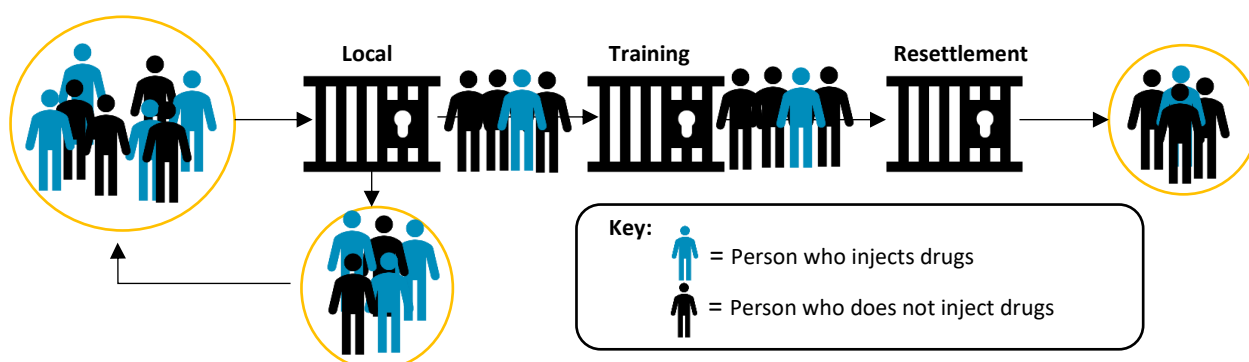 Local
Training
Resettlement
Key:
= Person who injects drugs
= Person who does not inject drugs